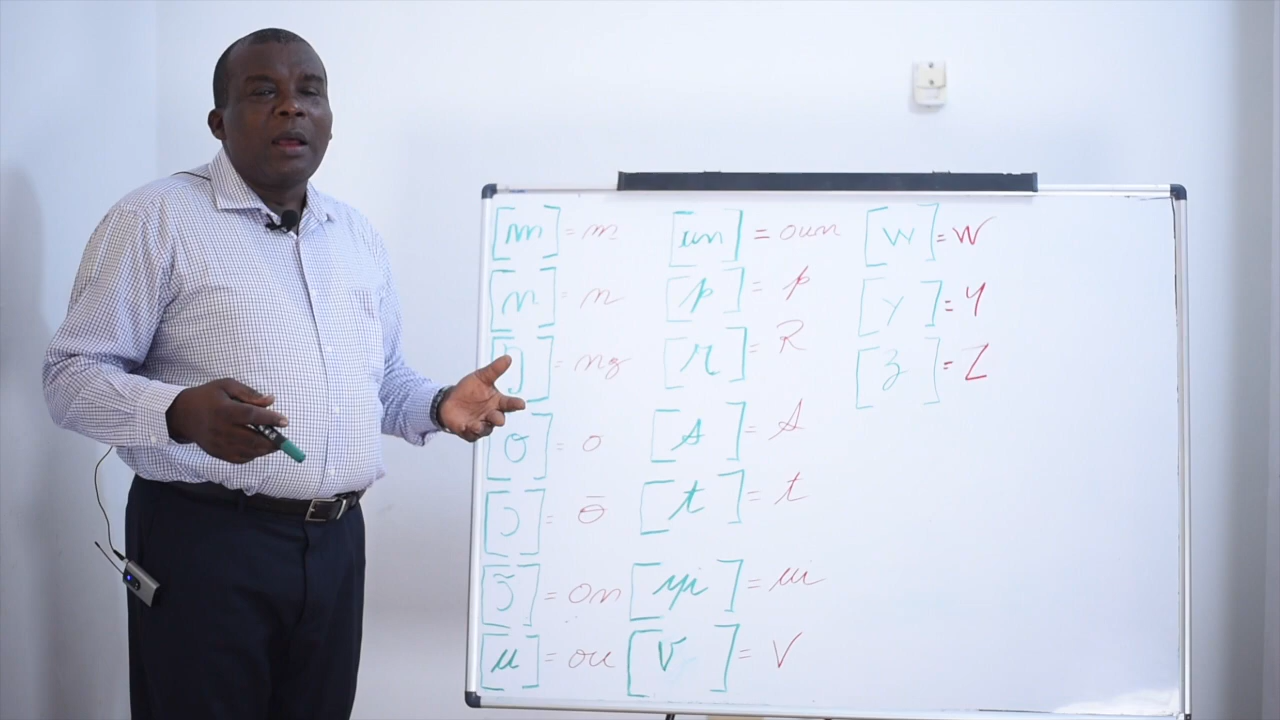 [m] = m
[n] = n
[ŋ] = ng
[o] = o
[ɔ] =
[ɔ̃] = on
[u] = ou
[un] = oun
[p] = p
[r] = R
[s] = s
[t] = t
[ɥi] = ui
[v] = V
[w] = W
[y] = Y
[z] = Z